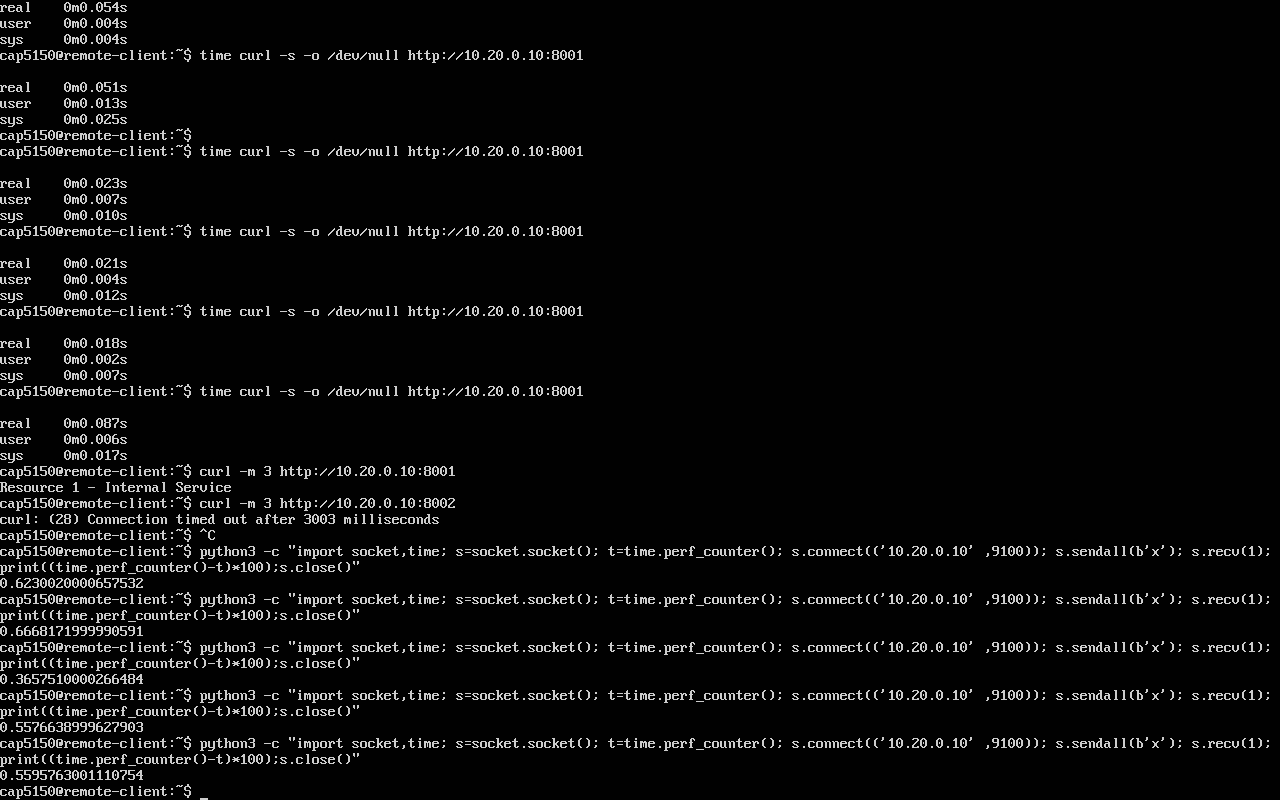 real    0m0.054s
user    0m0.004s
sys     0m0.004s
cap5150@remote-client:~$ time curl -s -o /dev/null http://10.20.0.10:8001
real    0m0.051s
user    0m0.013s
sys     0m0.025s
cap5150@remote-client:~$
cap5150@remote-client:~$ time curl -s -o /dev/null http://10.20.0.10:8001
real    0m0.023s
user    0m0.007s
sys     0m0.010s
cap5150@remote-client:~$ time curl -s -o /dev/null http://10.20.0.10:8001
real    0m0.021s
user    0m0.004s
sys     0m0.012s
cap5150@remote-client:~$ time curl -s -o /dev/null http://10.20.0.10:8001
real    0m0.018s
user    0m0.002s
sys     0m0.007s
cap5150@remote-client:~$ time curl -s -o /dev/null http://10.20.0.10:8001
real    0m0.087s
user    0m0.006s
sys     0m0.017s
cap5150@remote-client:~$ curl -m 3 http://10.20.0.10:8001
Resource 1 - Internal Service
cap5150@remote-client:~$ curl -m 3 http://10.20.0.10:8002
curl: (28) Connection timed out after 3003 milliseconds
cap5150@remote-client:~$ ^C
cap5150@remote-client:~$ python3 -c "import socket,time; s=socket.socket(); t=time.perf_counter(); s.connect(('10.20.0.10' ,9100)); s.sendall(b'x'); s.recv(1);
print((time.perf_counter()-t)*100);s.close()"
0.6230020000657532
cap5150@remote-client:~$ python3 -c "import socket,time; s=socket.socket(); t=time.perf_counter(); s.connect(('10.20.0.10' ,9100)); s.sendall(b'x'); s.recv(1);
print((time.perf_counter()-t)*100);s.close()"
0.6668171999990591
cap5150@remote-client:~$ python3 -c "import socket,time; s=socket.socket(); t=time.perf_counter(); s.connect(('10.20.0.10' ,9100)); s.sendall(b'x'); s.recv(1);
print((time.perf_counter()-t)*100);s.close()"
0.3657510000266484
cap5150@remote-client:~$ python3 -c "import socket,time; s=socket.socket(); t=time.perf_counter(); s.connect(('10.20.0.10' ,9100)); s.sendall(b'x'); s.recv(1);
print((time.perf_counter()-t)*100);s.close()"
0.5576638999627903
cap5150@remote-client:~$ python3 -c "import socket,time; s=socket.socket(); t=time.perf_counter(); s.connect(('10.20.0.10' ,9100)); s.sendall(b'x'); s.recv(1);
print((time.perf_counter()-t)*100);s.close()"
0.5595763001110754
cap5150@remote-client:~$ _